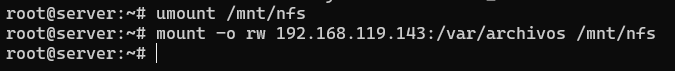 root@server:~# umount /mnt/nfs
root@server:~# mount -o rw 192.168.119.143:/var/archivos /mnt/nfs
root@server:~#